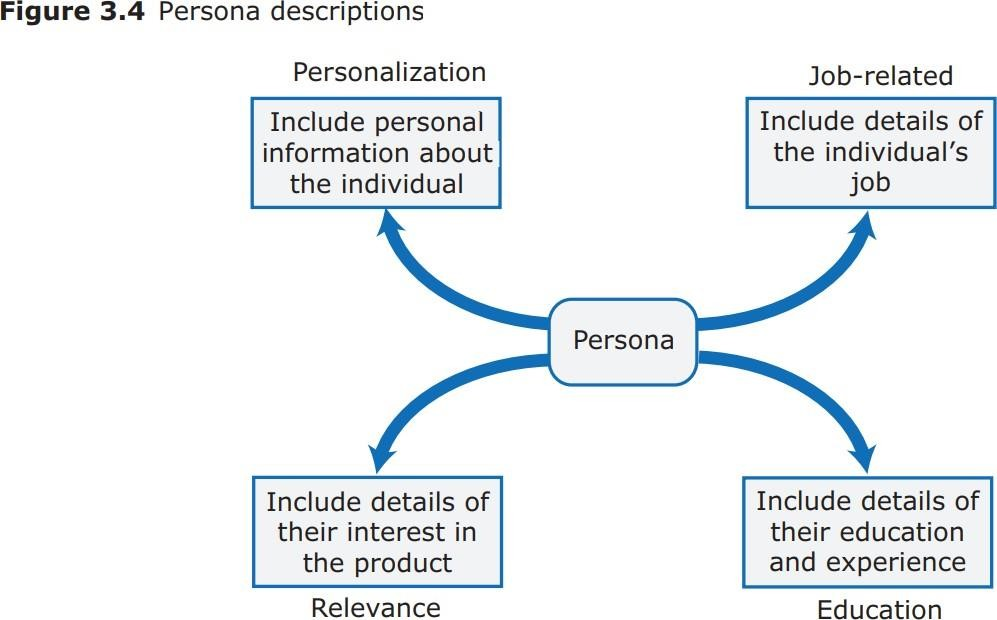 Figure 3.4 Persona descriptions
Personalization
Include personal
information about
the individual
Job-related
Include details of
the individual’s
job
Persona
Include details of
their interest in
the product
Relevance
Include details of
their education
and experience
Education